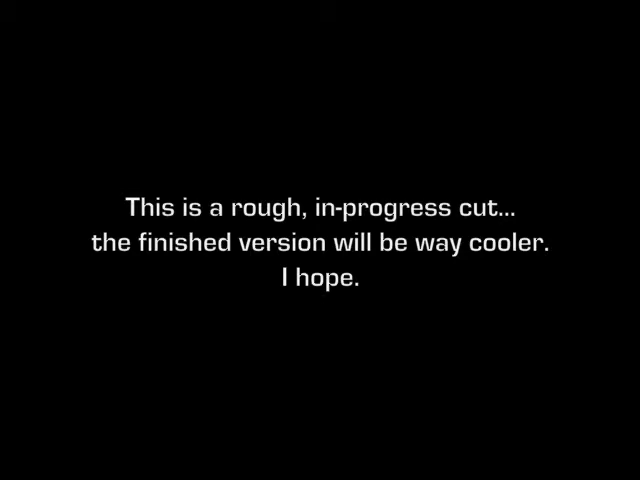 This is a rough, in-progress cut...
the finished version will be way cooler.
I hope.